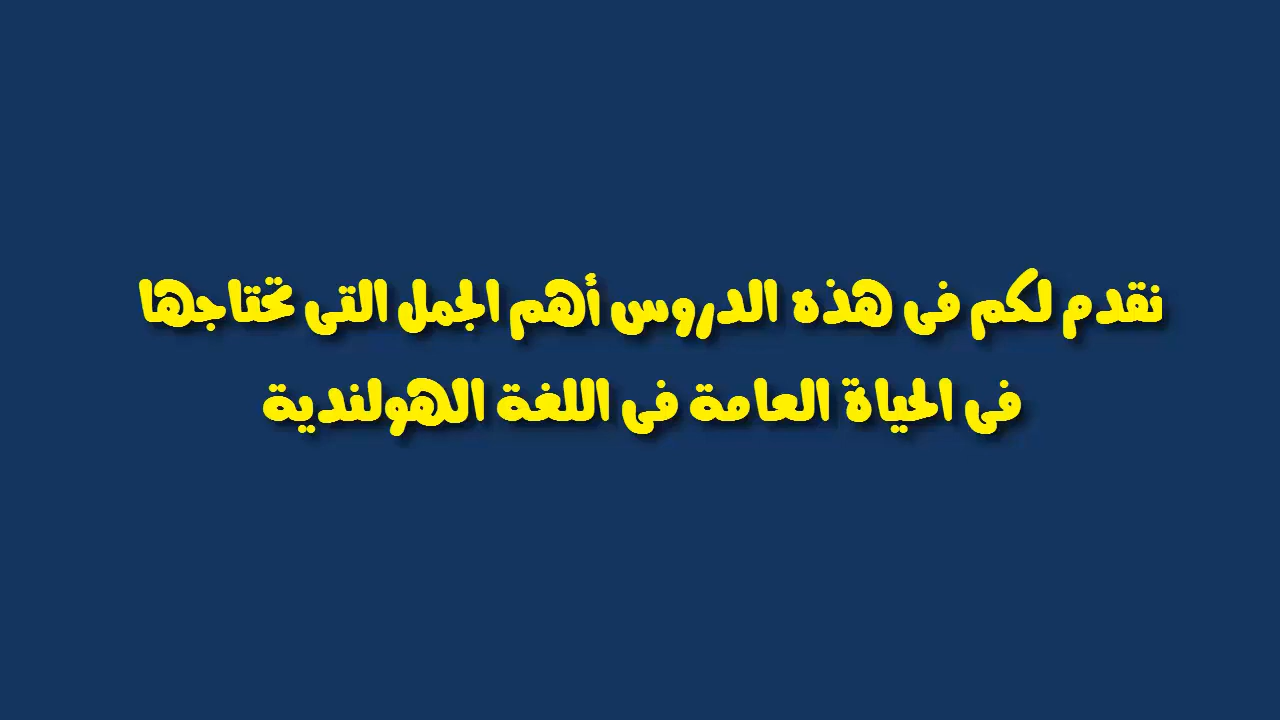 نقدم لكم فى هذه الدروس أهم الجمل التى تحتاجها
فى الحياة العامة فى اللغة الهولندية